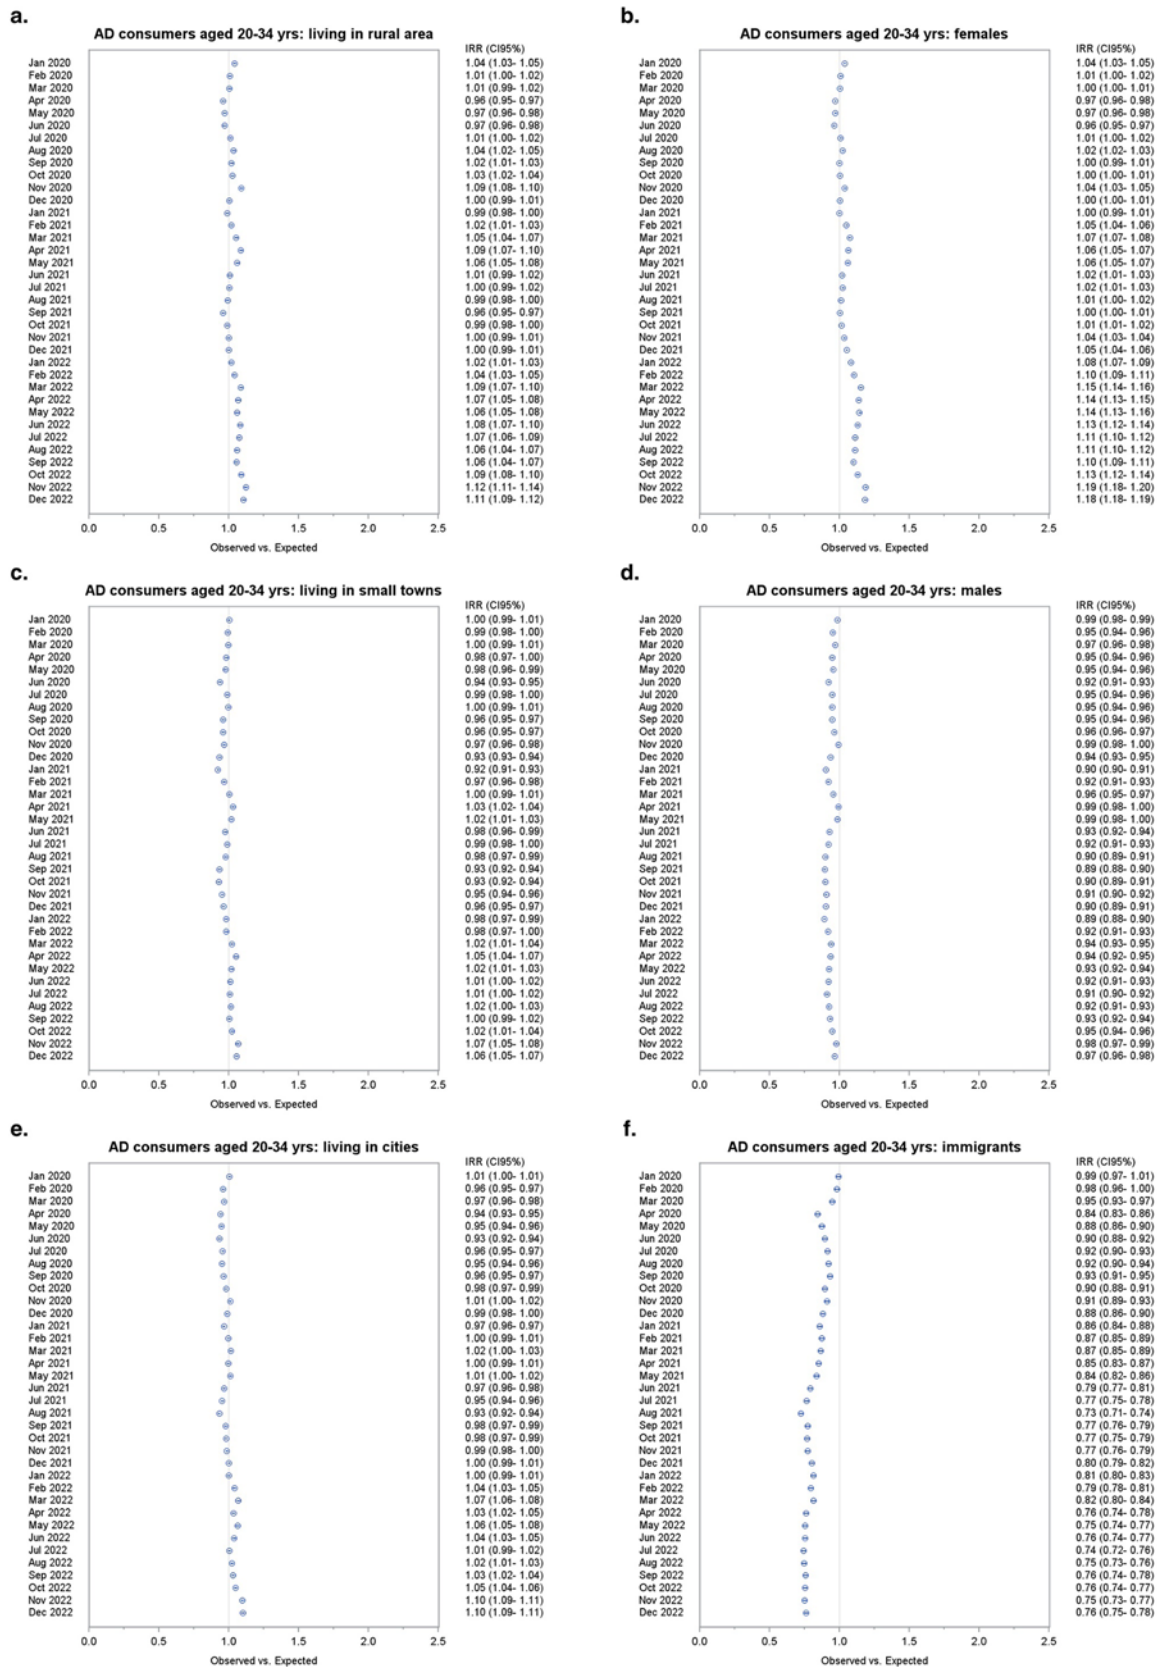 a.
AD consumers aged 20-34 yrs: living in rural area
IRR (CI95%)
Jan 2020 1.04 (1.03- 1.05)
Feb 2020 1.01 (1.00- 1.02)
Mar 2020 1.01 (0.99- 1.02)
Apr 2020 0.96 (0.95- 0.97)
May 2020 0.97 (0.96- 0.98)
Jun 2020 0.97 (0.96- 0.98)
Jul 2020 1.01 (1.00- 1.02)
Aug 2020 1.04 (1.02- 1.05)
Sep 2020 1.02 (1.01- 1.03)
Oct 2020 1.03 (1.02- 1.04)
Nov 2020 1.09 (1.08- 1.10)
Dec 2020 1.00 (0.99- 1.01)
Jan 2021 0.99 (0.98- 1.00)
Feb 2021 1.02 (1.01- 1.03)
Mar 2021 1.05 (1.04- 1.07)
Apr 2021 1.09 (1.07- 1.10)
May 2021 1.06 (1.05- 1.08)
Jun 2021 1.01 (0.99- 1.02)
Jul 2021 1.00 (0.99- 1.02)
Aug 2021 0.99 (0.98- 1.00)
Sep 2021 0.96 (0.95- 0.97)
Oct 2021 0.99 (0.98- 1.00)
Nov 2021 1.00 (0.99- 1.01)
Dec 2021 1.00 (0.99- 1.01)
Jan 2022 1.02 (1.01- 1.03)
Feb 2022 1.04 (1.03- 1.05)
Mar 2022 1.09 (1.07- 1.10)
Apr 2022 1.07 (1.05- 1.08)
May 2022 1.06 (1.05- 1.08)
Jun 2022 1.08 (1.07- 1.10)
Jul 2022 1.07 (1.06- 1.09)
Aug 2022 1.06 (1.04- 1.07)
Sep 2022 1.06 (1.04- 1.07)
Oct 2022 1.09 (1.08- 1.10)
Nov 2022 1.12 (1.11- 1.14)
Dec 2022 1.11 (1.09- 1.12)
0.0 0.5 1.0 1.5 2.0 2.5
Observed vs. Expected
b.
AD consumers aged 20-34 yrs: females
IRR (CI95%)
Jan 2020 1.04 (1.03- 1.05)
Feb 2020 1.01 (1.00- 1.02)
Mar 2020 1.00 (1.00- 1.01)
Apr 2020 0.97 (0.96- 0.98)
May 2020 0.97 (0.96- 0.98)
Jun 2020 0.96 (0.95- 0.97)
Jul 2020 1.01 (1.00- 1.02)
Aug 2020 1.02 (1.02- 1.03)
Sep 2020 1.00 (0.99- 1.01)
Oct 2020 1.00 (1.00- 1.01)
Nov 2020 1.04 (1.03- 1.05)
Dec 2020 1.00 (1.00- 1.01)
Jan 2021 1.00 (0.99- 1.01)
Feb 2021 1.05 (1.04- 1.06)
Mar 2021 1.07 (1.07- 1.08)
Apr 2021 1.06 (1.05- 1.07)
May 2021 1.06 (1.05- 1.07)
Jun 2021 1.02 (1.01- 1.03)
Jul 2021 1.02 (1.01- 1.03)
Aug 2021 1.01 (1.00- 1.02)
Sep 2021 1.00 (1.00- 1.01)
Oct 2021 1.01 (1.01- 1.02)
Nov 2021 1.04 (1.03- 1.04)
Dec 2021 1.05 (1.04- 1.06)
Jan 2022 1.08 (1.07- 1.09)
Feb 2022 1.10 (1.09- 1.11)
Mar 2022 1.15 (1.14- 1.16)
Apr 2022 1.14 (1.13- 1.15)
May 2022 1.14 (1.13- 1.16)
Jun 2022 1.13 (1.12- 1.14)
Jul 2022 1.11 (1.10- 1.12)
Aug 2022 1.11 (1.10- 1.12)
Sep 2022 1.10 (1.09- 1.11)
Oct 2022 1.13 (1.12- 1.14)
Nov 2022 1.19 (1.18- 1.20)
Dec 2022 1.18 (1.18- 1.19)
0.0 0.5 1.0 1.5 2.0 2.5
Observed vs. Expected
c.
AD consumers aged 20-34 yrs: living in small towns
IRR (CI95%)
Jan 2020 1.00 (0.99- 1.01)
Feb 2020 0.99 (0.98- 1.00)
Mar 2020 1.00 (0.99- 1.01)
Apr 2020 0.98 (0.97- 1.00)
May 2020 0.98 (0.96- 0.99)
Jun 2020 0.94 (0.93- 0.95)
Jul 2020 0.99 (0.98- 1.00)
Aug 2020 1.00 (0.99- 1.01)
Sep 2020 0.96 (0.95- 0.97)
Oct 2020 0.96 (0.95- 0.97)
Nov 2020 0.97 (0.96- 0.98)
Dec 2020 0.93 (0.93- 0.94)
Jan 2021 0.92 (0.91- 0.93)
Feb 2021 0.97 (0.96- 0.98)
Mar 2021 1.00 (0.99- 1.01)
Apr 2021 1.03 (1.02- 1.04)
May 2021 1.02 (1.01- 1.03)
Jun 2021 0.98 (0.96- 0.99)
Jul 2021 0.99 (0.98- 1.00)
Aug 2021 0.98 (0.97- 0.99)
Sep 2021 0.93 (0.92- 0.94)
Oct 2021 0.93 (0.92- 0.94)
Nov 2021 0.95 (0.94- 0.96)
Dec 2021 0.96 (0.95- 0.97)
Jan 2022 0.98 (0.97- 0.99)
Feb 2022 0.98 (0.97- 1.00)
Mar 2022 1.02 (1.01- 1.04)
Apr 2022 1.05 (1.04- 1.07)
May 2022 1.02 (1.01- 1.03)
Jun 2022 1.01 (1.00- 1.02)
Jul 2022 1.01 (1.00- 1.02)
Aug 2022 1.02 (1.00- 1.03)
Sep 2022 1.00 (0.99- 1.02)
Oct 2022 1.02 (1.01- 1.04)
Nov 2022 1.07 (1.05- 1.08)
Dec 2022 1.06 (1.05- 1.07)
0.0 0.5 1.0 1.5 2.0 2.5
Observed vs. Expected
d.
AD consumers aged 20-34 yrs: males
IRR (CI95%)
Jan 2020 0.99 (0.98- 0.99)
Feb 2020 0.95 (0.94- 0.96)
Mar 2020 0.97 (0.96- 0.98)
Apr 2020 0.95 (0.94- 0.96)
May 2020 0.95 (0.94- 0.96)
Jun 2020 0.92 (0.91- 0.93)
Jul 2020 0.95 (0.94- 0.96)
Aug 2020 0.95 (0.94- 0.96)
Sep 2020 0.95 (0.94- 0.96)
Oct 2020 0.96 (0.96- 0.97)
Nov 2020 0.99 (0.98- 1.00)
Dec 2020 0.94 (0.93- 0.95)
Jan 2021 0.90 (0.90- 0.91)
Feb 2021 0.92 (0.91- 0.93)
Mar 2021 0.96 (0.95- 0.97)
Apr 2021 0.99 (0.98- 1.00)
May 2021 0.99 (0.98- 1.00)
Jun 2021 0.93 (0.92- 0.94)
Jul 2021 0.92 (0.91- 0.93)
Aug 2021 0.90 (0.89- 0.91)
Sep 2021 0.89 (0.88- 0.90)
Oct 2021 0.90 (0.89- 0.91)
Nov 2021 0.91 (0.90- 0.92)
Dec 2021 0.90 (0.89- 0.91)
Jan 2022 0.89 (0.88- 0.90)
Feb 2022 0.92 (0.91- 0.93)
Mar 2022 0.94 (0.93- 0.95)
Apr 2022 0.94 (0.92- 0.95)
May 2022 0.93 (0.92- 0.94)
Jun 2022 0.92 (0.91- 0.93)
Jul 2022 0.91 (0.90- 0.92)
Aug 2022 0.92 (0.91- 0.93)
Sep 2022 0.93 (0.92- 0.94)
Oct 2022 0.95 (0.94- 0.96)
Nov 2022 0.98 (0.97- 0.99)
Dec 2022 0.97 (0.96- 0.98)
0.0 0.5 1.0 1.5 2.0 2.5
Observed vs. Expected
e.
AD consumers aged 20-34 yrs: living in cities
IRR (CI95%)
Jan 2020 1.01 (1.00- 1.01)
Feb 2020 0.96 (0.95- 0.97)
Mar 2020 0.97 (0.96- 0.98)
Apr 2020 0.94 (0.93- 0.95)
May 2020 0.95 (0.94- 0.96)
Jun 2020 0.93 (0.92- 0.94)
Jul 2020 0.96 (0.95- 0.97)
Aug 2020 0.95 (0.94- 0.96)
Sep 2020 0.96 (0.95- 0.97)
Oct 2020 0.98 (0.97- 0.99)
Nov 2020 1.01 (1.00- 1.02)
Dec 2020 0.99 (0.98- 1.00)
Jan 2021 0.97 (0.96- 0.97)
Feb 2021 1.00 (0.99- 1.01)
Mar 2021 1.02 (1.00- 1.03)
Apr 2021 1.00 (0.99- 1.01)
May 2021 1.01 (1.00- 1.02)
Jun 2021 0.97 (0.96- 0.98)
Jul 2021 0.95 (0.94- 0.96)
Aug 2021 0.93 (0.92- 0.94)
Sep 2021 0.98 (0.97- 0.99)
Oct 2021 0.98 (0.97- 0.99)
Nov 2021 0.99 (0.98- 1.00)
Dec 2021 1.00 (0.99- 1.01)
Jan 2022 1.00 (0.99- 1.01)
Feb 2022 1.04 (1.03- 1.05)
Mar 2022 1.07 (1.06- 1.08)
Apr 2022 1.03 (1.02- 1.05)
May 2022 1.06 (1.05- 1.08)
Jun 2022 1.04 (1.03- 1.05)
Jul 2022 1.01 (0.99- 1.02)
Aug 2022 1.02 (1.01- 1.03)
Sep 2022 1.03 (1.02- 1.04)
Oct 2022 1.05 (1.04- 1.06)
Nov 2022 1.10 (1.09- 1.11)
Dec 2022 1.10 (1.09- 1.11)
0.0 0.5 1.0 1.5 2.0 2.5
Observed vs. Expected
f.
AD consumers aged 20-34 yrs: immigrants
IRR (CI95%)
Jan 2020 0.99 (0.97- 1.01)
Feb 2020 0.98 (0.96- 1.00)
Mar 2020 0.95 (0.93- 0.97)
Apr 2020 0.84 (0.83- 0.86)
May 2020 0.88 (0.86- 0.90)
Jun 2020 0.90 (0.88- 0.92)
Jul 2020 0.92 (0.90- 0.93)
Aug 2020 0.92 (0.90- 0.94)
Sep 2020 0.93 (0.91- 0.95)
Oct 2020 0.90 (0.88- 0.91)
Nov 2020 0.91 (0.89- 0.93)
Dec 2020 0.88 (0.86- 0.90)
Jan 2021 0.86 (0.84- 0.88)
Feb 2021 0.87 (0.85- 0.89)
Mar 2021 0.87 (0.85- 0.89)
Apr 2021 0.85 (0.83- 0.87)
May 2021 0.84 (0.82- 0.86)
Jun 2021 0.79 (0.77- 0.81)
Jul 2021 0.77 (0.75- 0.78)
Aug 2021 0.73 (0.71- 0.74)
Sep 2021 0.77 (0.76- 0.79)
Oct 2021 0.77 (0.75- 0.79)
Nov 2021 0.77 (0.76- 0.79)
Dec 2021 0.80 (0.79- 0.82)
Jan 2022 0.81 (0.80- 0.83)
Feb 2022 0.79 (0.78- 0.81)
Mar 2022 0.82 (0.80- 0.84)
Apr 2022 0.76 (0.74- 0.78)
May 2022 0.75 (0.74- 0.77)
Jun 2022 0.76 (0.74- 0.77)
Jul 2022 0.74 (0.72- 0.76)
Aug 2022 0.75 (0.73- 0.76)
Sep 2022 0.76 (0.74- 0.78)
Oct 2022 0.76 (0.74- 0.77)
Nov 2022 0.75 (0.73- 0.77)
Dec 2022 0.76 (0.75- 0.78)
0.0 0.5 1.0 1.5 2.0 2.5
Observed vs. Expected